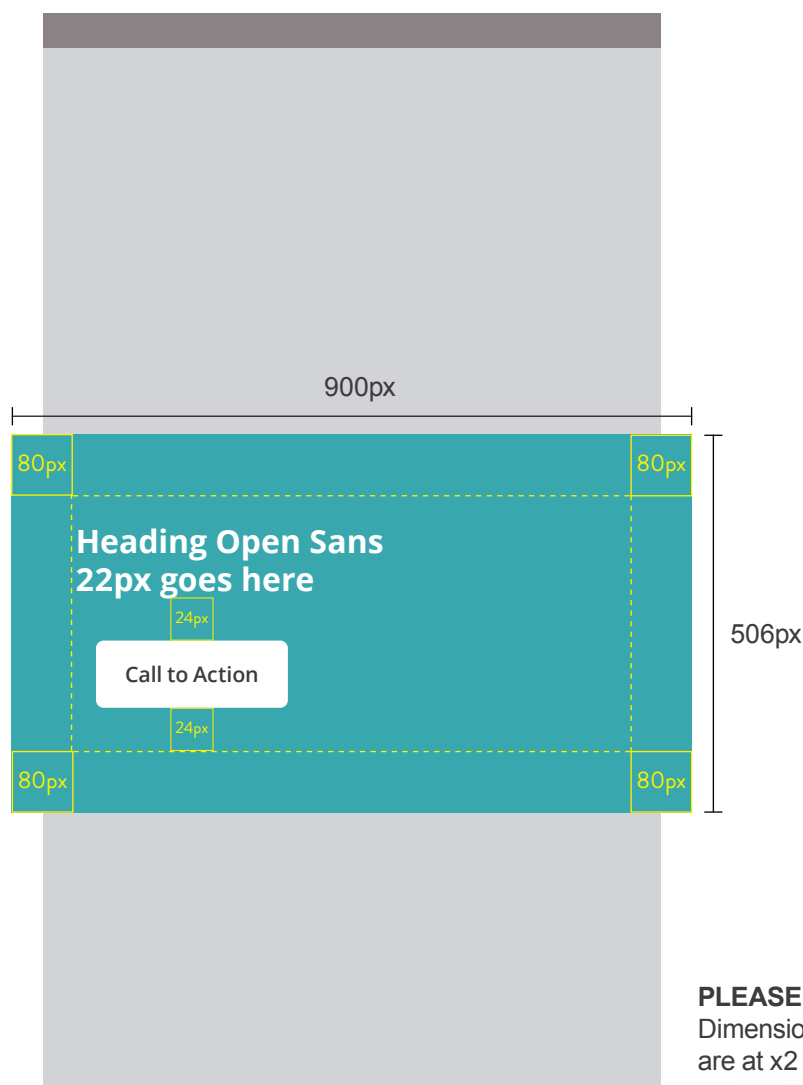 900px
80px
80px
Heading Open Sans
22px goes here
24px
506px
Call to Action
24px
80px
80px
PLEASE
are at x2